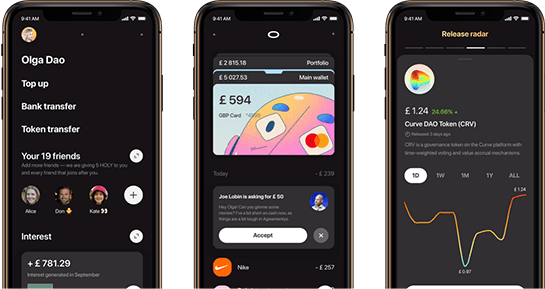 9:41 AM
Olga Dao
Top up
Bank transfer
Token transfer
Your 19 friends
Add more friends — we are giving 5 HOLY to you
and every friend that joins after you.
Alice
Don
Kate
Interest
+ £781.29
Interest generated in September
9:41 AM
£ 2 815.18
Portfolio
£ 5 027.53
Main wallet
£ 594
GBP Card
*4995
Today
- £ 239
Joe Lobin is asking for £ 50
Hey Olga! Can you gimme some
money? I've a bit short on cash now, as
things are a bit tough in
Accept
Nike
- £ 257
9:41 AM
Release radar
£ 1.24 24.66%
Curve DAO Token (CRV)
Released 3 days ago
CRV is a governance token on the Curve platform with
time-weighted voting and value accrual mechanisms.
1D
1W
1M
1Y
ALL
£ 1.24
£ 0.97